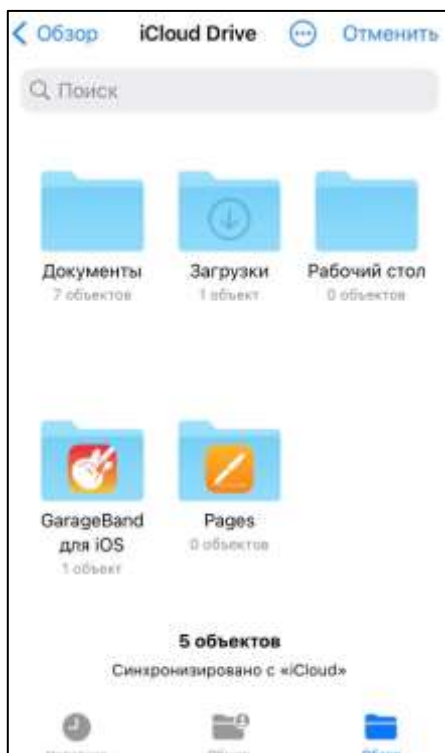 Обзор iCloud Drive Отменить
Поиск
Документы Загрузки Рабочий стол
7 объектов 1 объект 0 объектов
GarageBand Pages
для iOS 0 объектов
1 объект
5 объектов
Синхронизировано с «iCloud»
Обзор